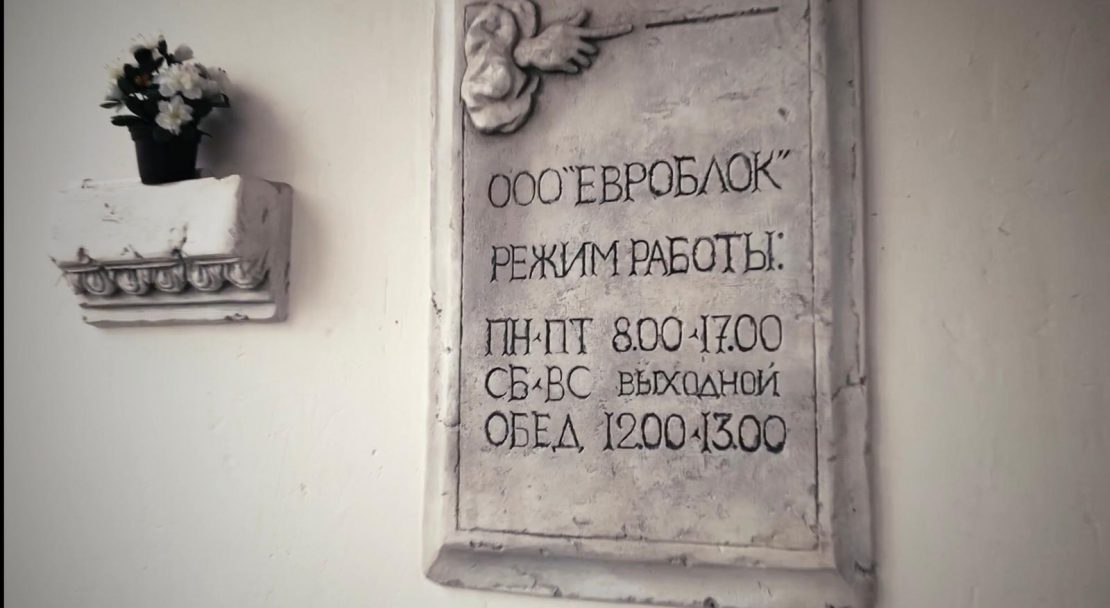 ООО "ЕВРОБЛОК"
РЕЖИМ РАБОТЫ:
ПН-ПТ 8.00-17.00
СБ-ВС ВЫХОДНОЙ
ОБЕД 12.00-13.00